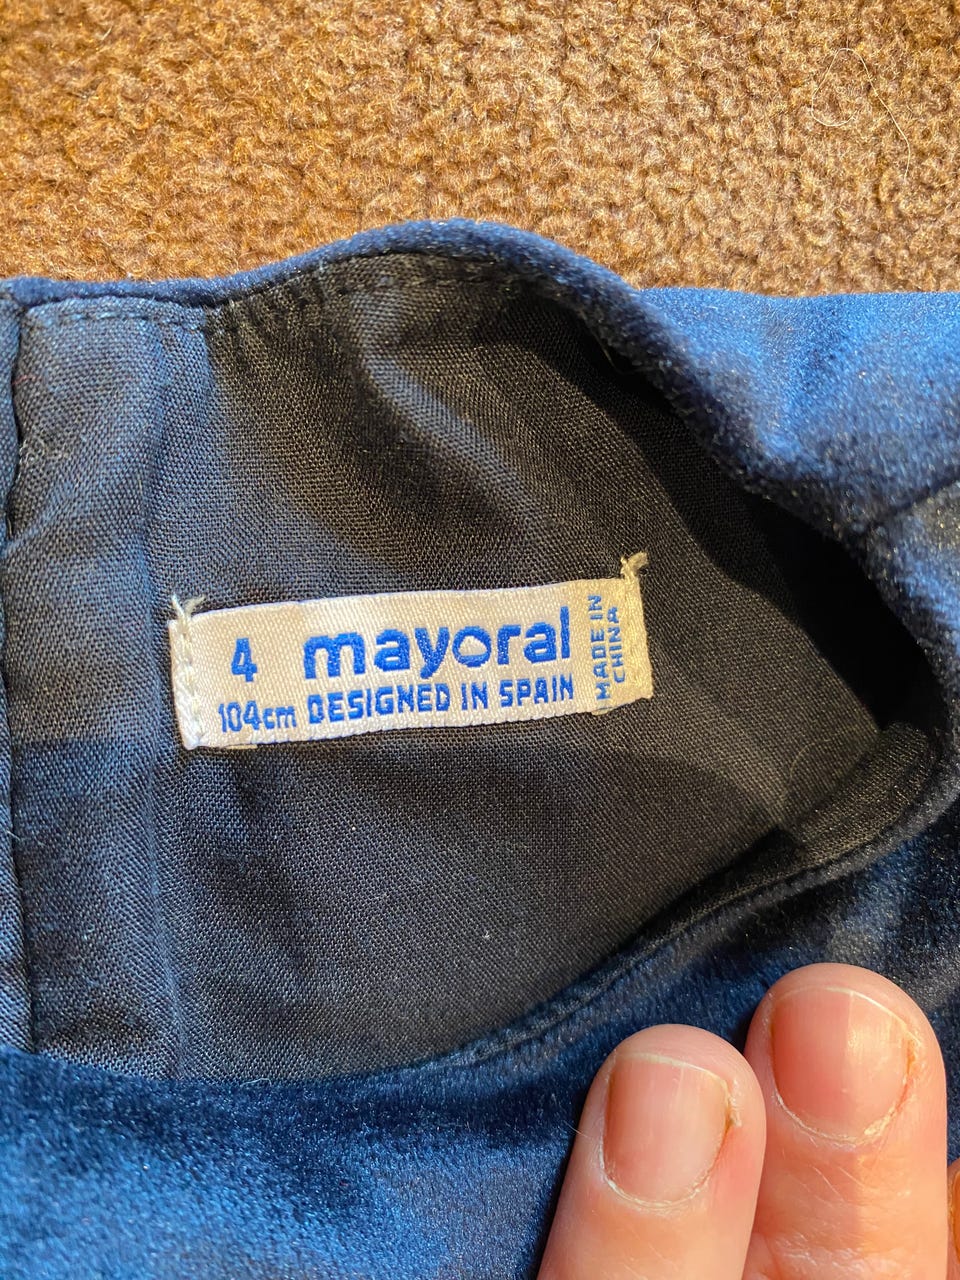 4 mayoral
104cm DESIGNED IN SPAIN
MADE IN
CHINA